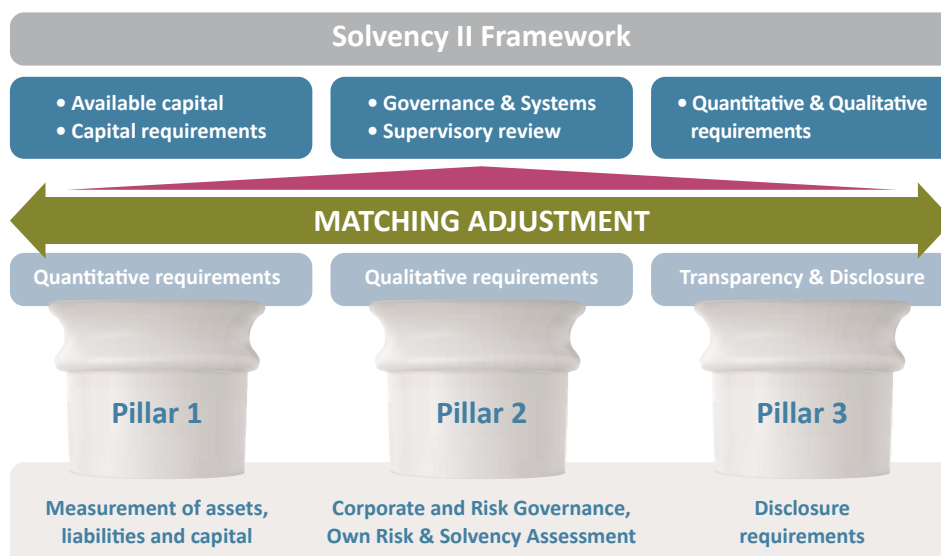 Solvency II Framework
• Available capital
• Capital requirements
• Governance & Systems
• Supervisory review
• Quantitative & Qualitative
requirements
MATCHING ADJUSTMENT
Quantitative requirements
Qualitative requirements
Transparency & Disclosure
Pillar 1
Pillar 2
Pillar 3
Measurement of assets,
liabilities and capital
Corporate and Risk Governance,
Own Risk & Solvency Assessment
Disclosure
requirements